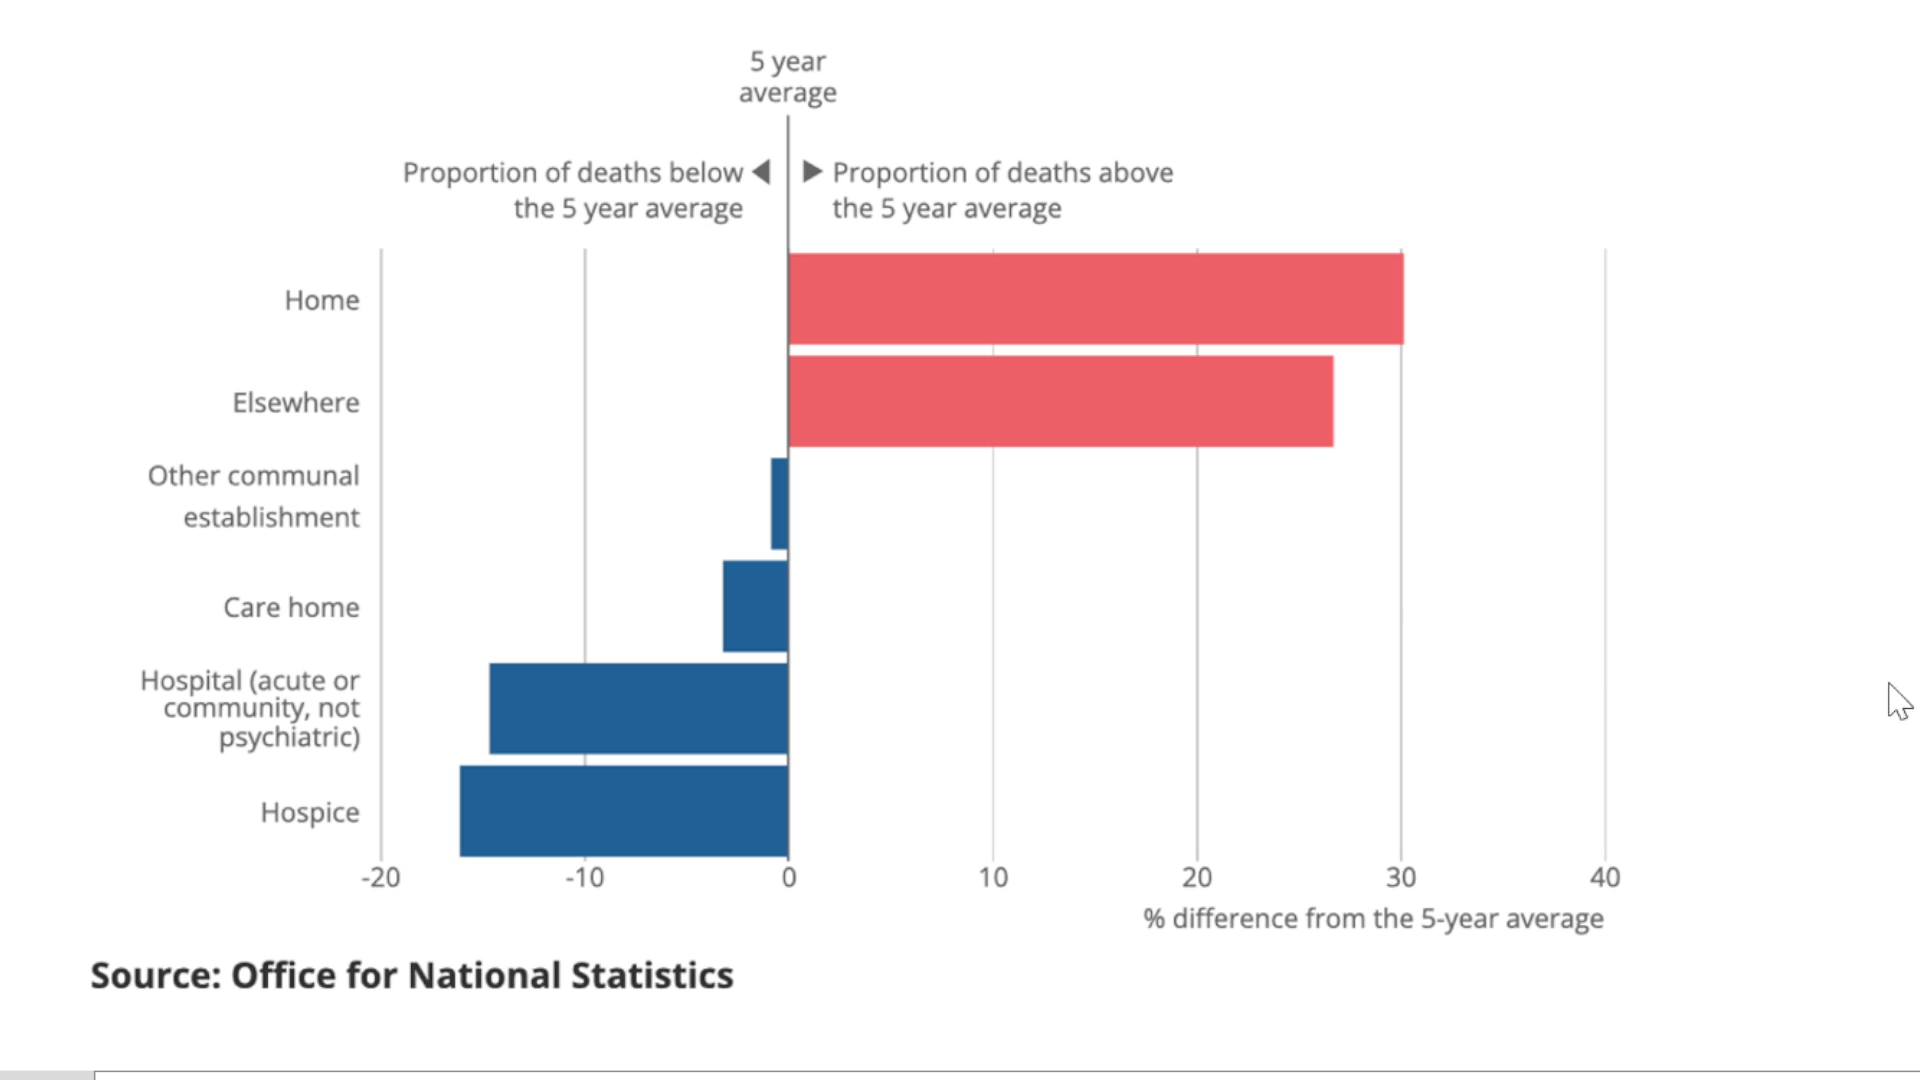 5 year
average
Proportion of deaths below
the 5 year average
Proportion of deaths above
the 5 year average
Home
Elsewhere
Other communal
establishment
Care home
Hospital (acute or
community, not
psychiatric)
Hospice
-20 -10 0 10 20 30 40
% difference from the 5-year average
Source: Office for National Statistics